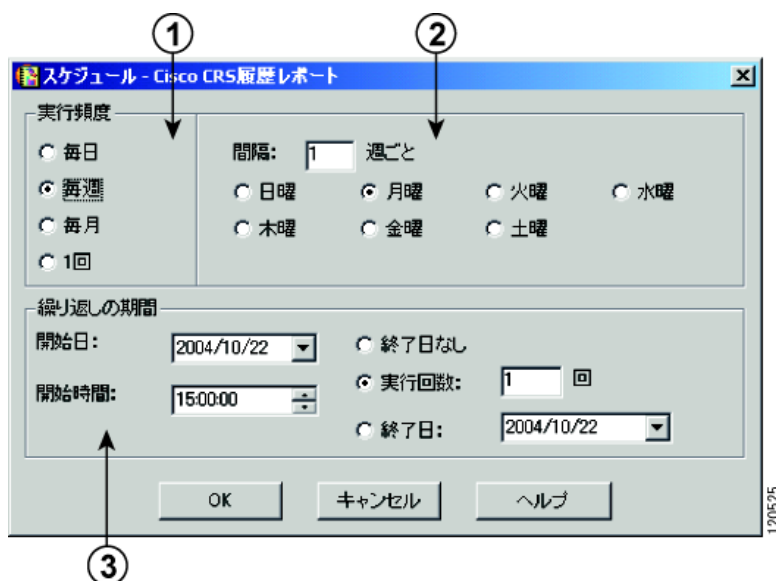 1
2
スケジュール - Cisco CRS履歴レポート
実行頻度
毎日
毎週
毎月
1回
間隔: 1 週ごと
日曜 月曜 火曜 水曜
木曜 金曜 土曜
繰り返しの期間
開始日: 2004/10/22
開始時間: 15:00:00
終了日なし
実行回数: 1 回
終了日: 2004/10/22
OK キャンセル ヘルプ
3
120525